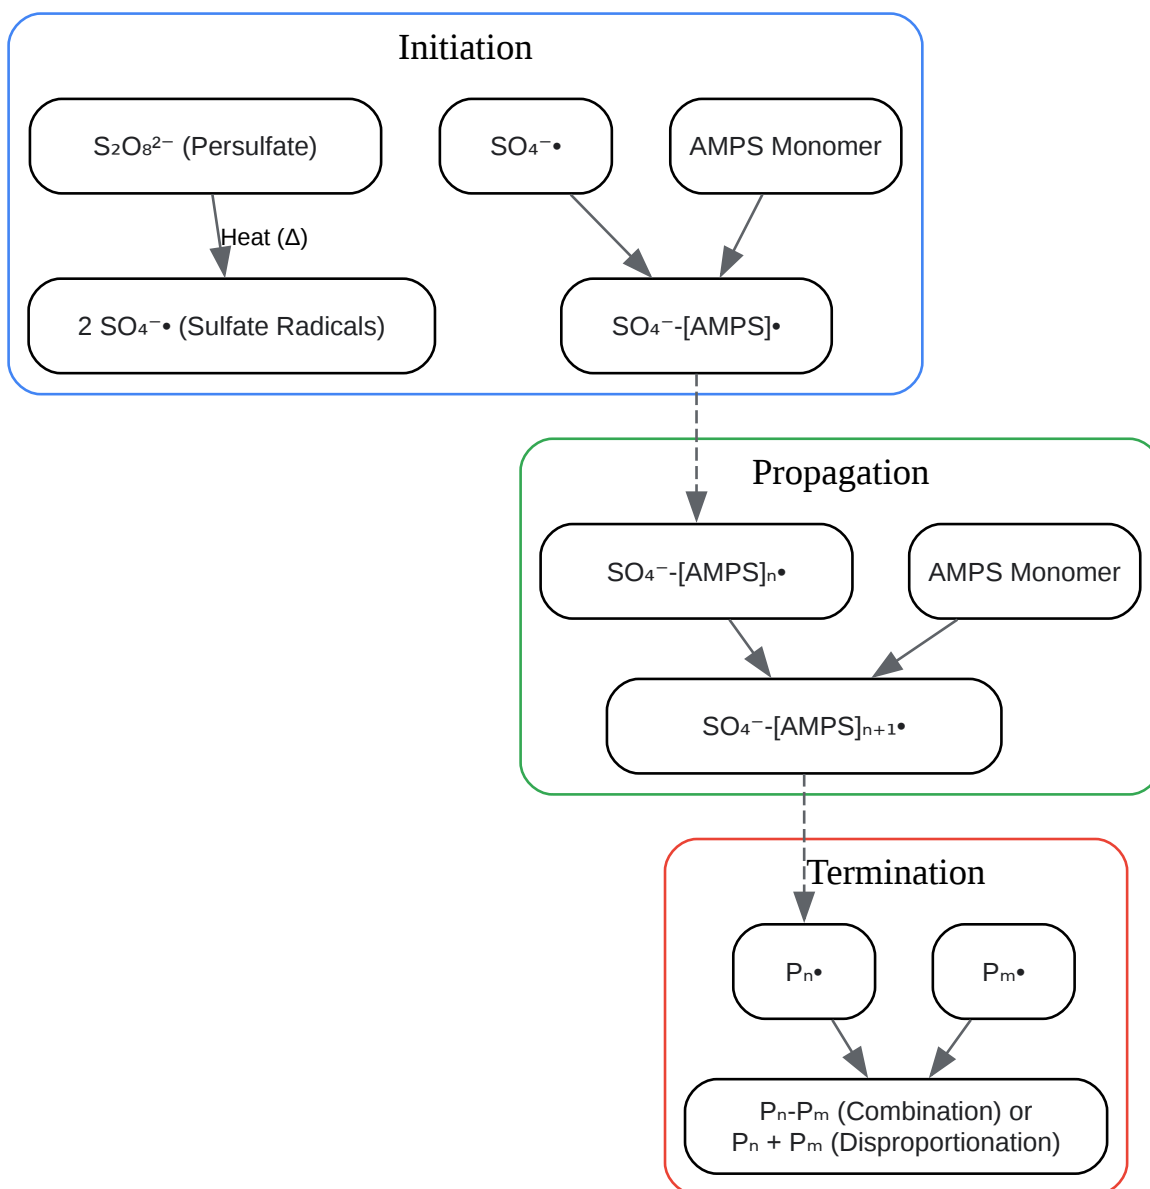 Initiation
S₂O₈²⁻ (Persulfate)
SO₄⁻•
AMPS Monomer
Heat (Δ)
2 SO₄⁻• (Sulfate Radicals)
SO₄⁻-[AMPS]•
Propagation
SO₄⁻-[AMPS]ₙ•
AMPS Monomer
SO₄⁻-[AMPS]ₙ₊₁•
Termination
Pₙ•
Pₘ•
Pₙ-Pₘ (Combination) or
Pₙ + Pₘ (Disproportionation)